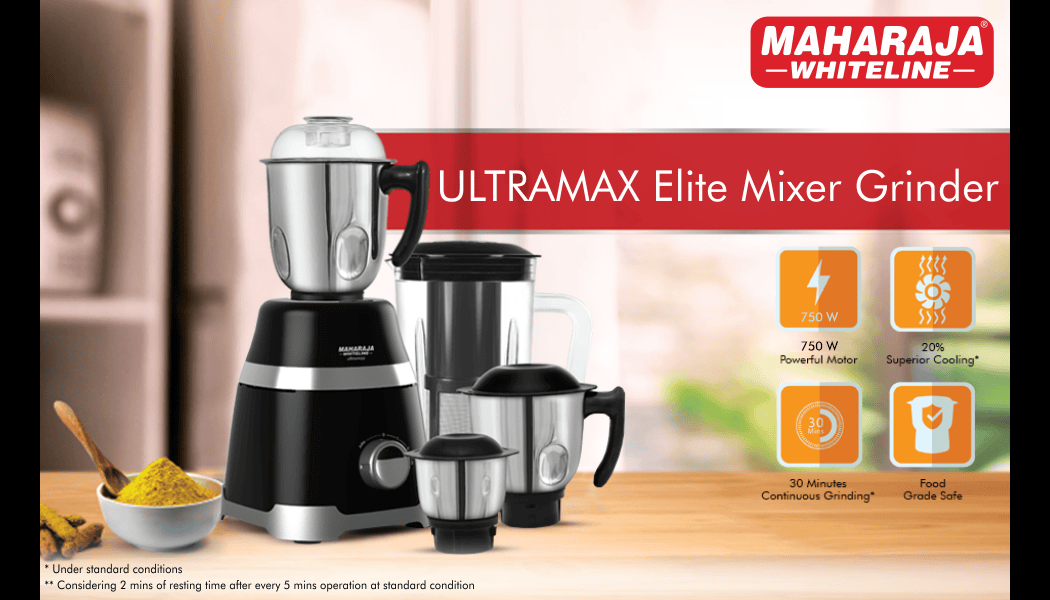 MAHARAJA®
WHITELINE
ULTRAMAX Elite Mixer Grinder
MAHARAJA
WHITELINE
750 W
750 W
Powerful Motor
20%
Superior Cooling*
30
Mins
30 Minutes
Continuous Grinding*
Food
Grade Safe
* Under standard conditions
** Considering 2 mins of resting time after every 5 mins operation at standard condition